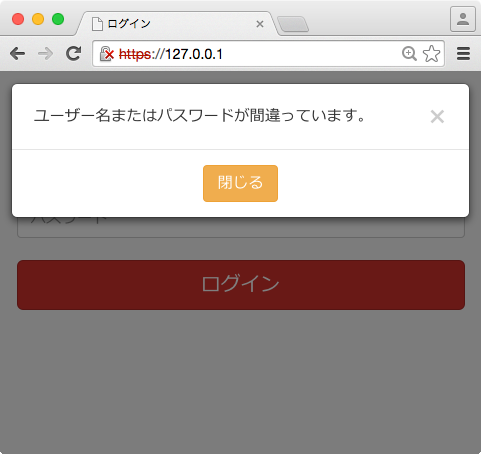 ログイン
https://127.0.0.1
ユーザー名またはパスワードが間違っています。
閉じる
パスワード
ログイン